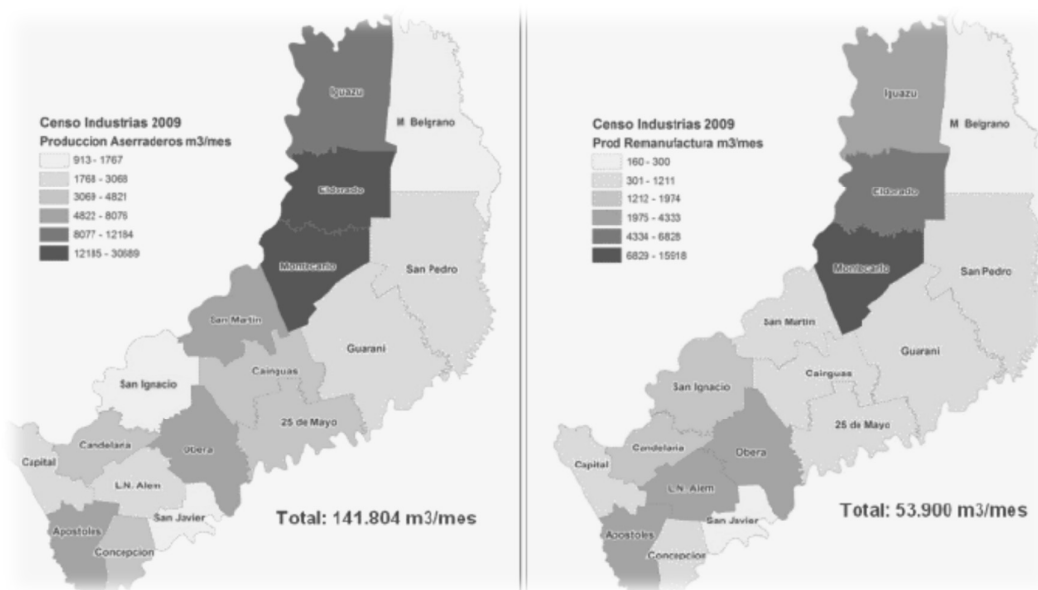 Censo Industrias 2009
Produccion Aserraderos m3/mes
913 - 1767
1768 - 3068
3069 - 4821
4822 - 8076
8077 - 12184
12185 - 30689
Iguazu
M. Belgrano
Eldorado
Montecarlo
San Pedro
San Martin
Guarani
Cainguas
San Ignacio
25 de Mayo
Obera
Candelaria
Capital
L.N. Alem
San Javier
Apostoles
Concepcion
Total: 141.804 m3/mes
Censo Industrias 2009
Prod Remanufactura m3/mes
160 - 300
301 - 1211
1212 - 1974
1975 - 4333
4334 - 6828
6829 - 15918
Iguazu
M. Belgrano
Eldorado
Montecarlo
San Pedro
San Martin
Guarani
Cainguas
San Ignacio
25 de Mayo
Obera
Candelaria
Capital
L.N. Alem
San Javier
Apostoles
Concepcion
Total: 53.900 m3/mes